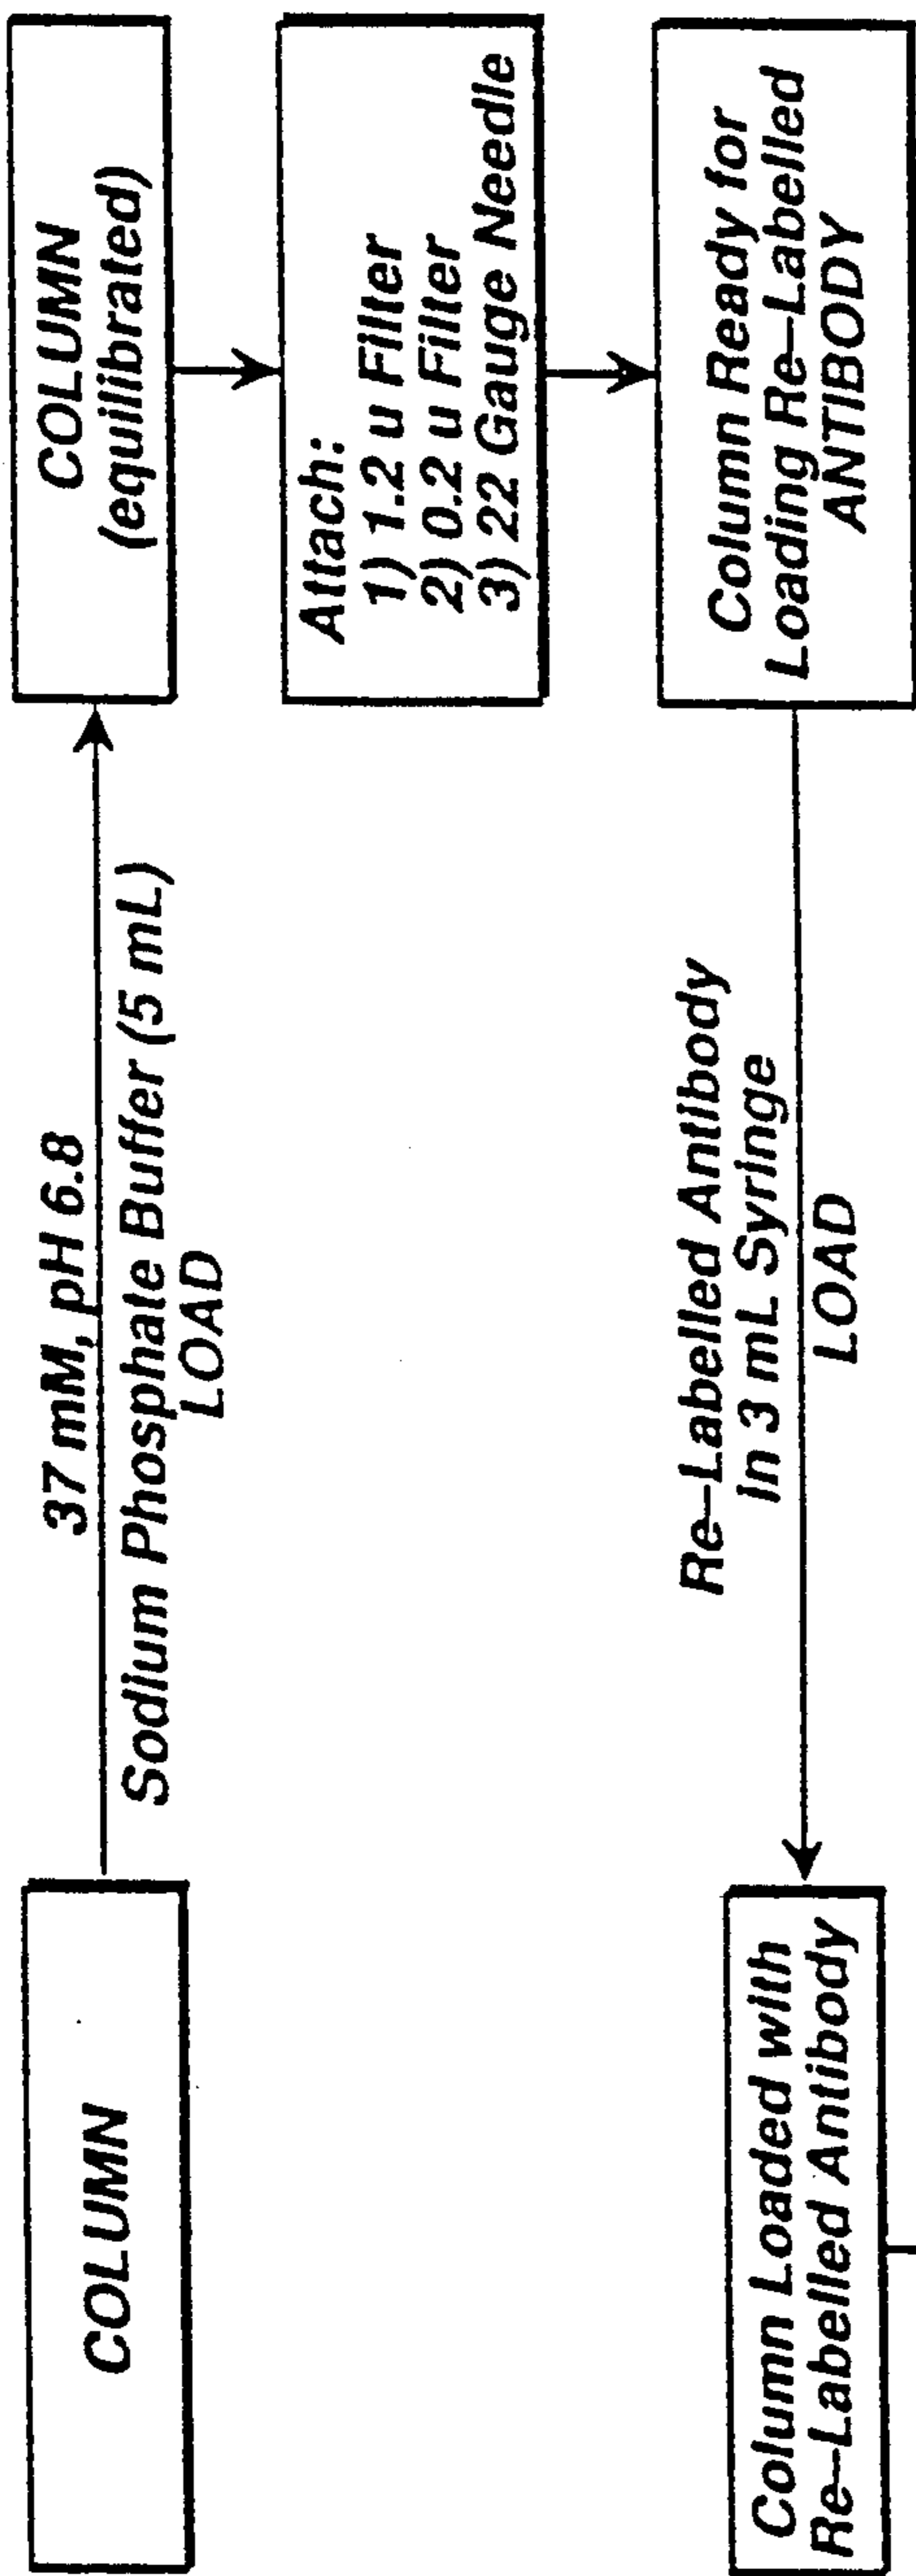 COLUMN
37 mM, pH 6.8
Sodium Phosphate Buffer (5 mL)
LOAD
COLUMN
(equilibrated)
Attach:
1) 1.2 u Filter
2) 0.2 u Filter
3) 22 Gauge Needle
Column Ready for
Loading Re-Labelled
ANTIBODY
Re-Labelled Antibody
in 3 mL Syringe
LOAD
Column Loaded with
Re-Labelled Antibody